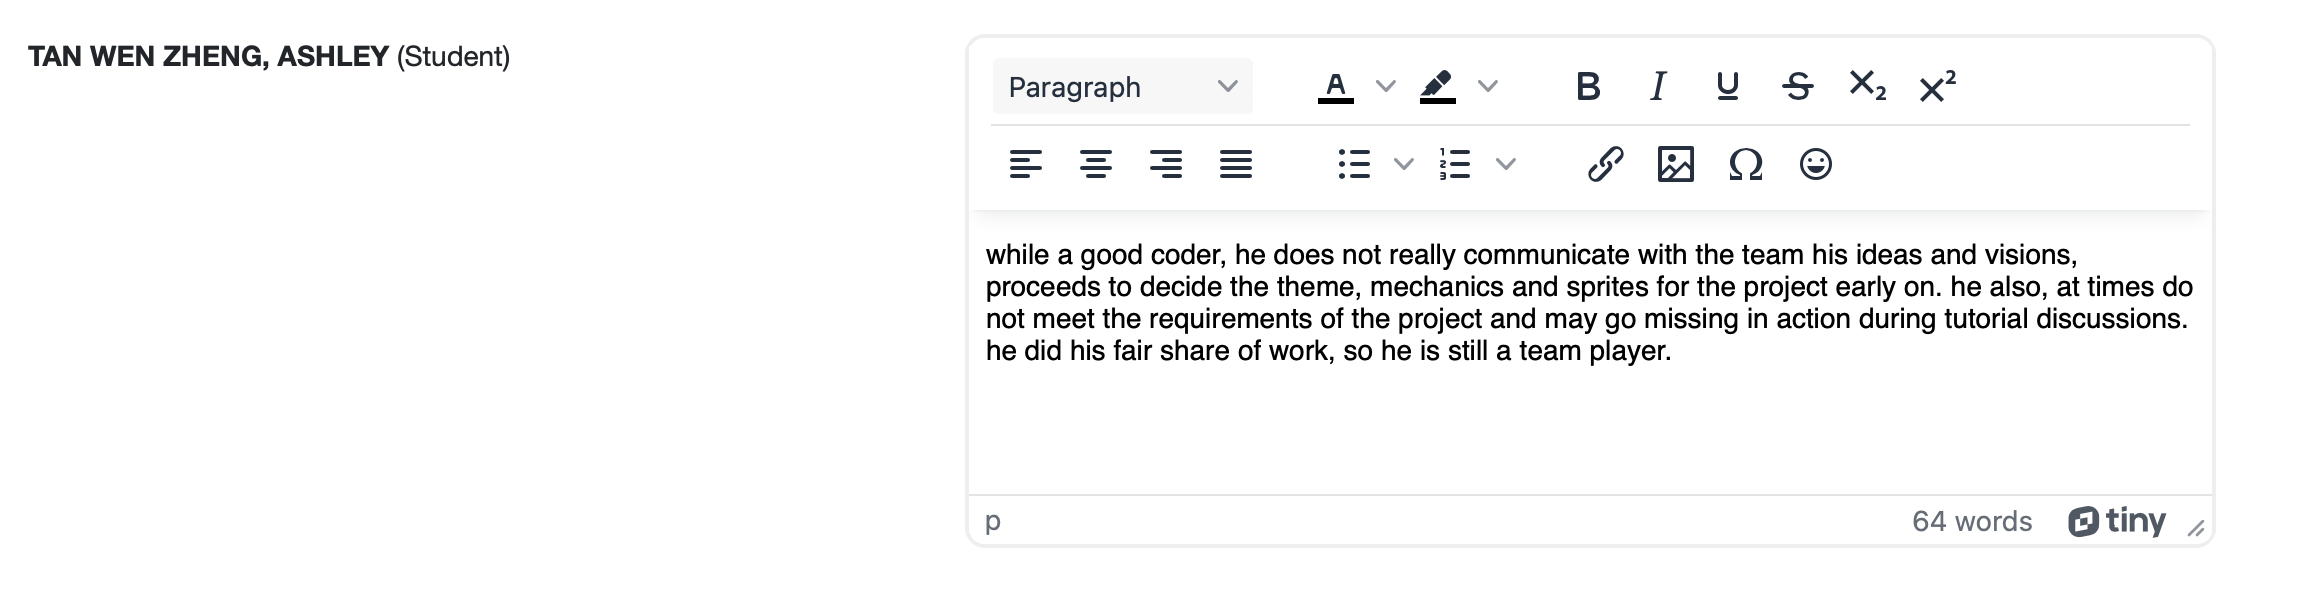 TAN WEN ZHENG, ASHLEY (Student)
Paragraph
while a good coder, he does not really communicate with the team his ideas and visions,
proceeds to decide the theme, mechanics and sprites for the project early on. he also, at times do
not meet the requirements of the project and may go missing in action during tutorial discussions.
he did his fair share of work, so he is still a team player.
p
64 words
tiny